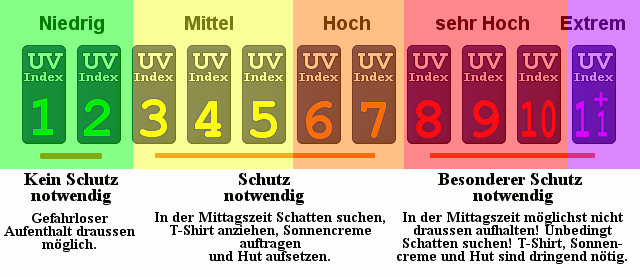 Niedrig Mittel Hoch sehr Hoch Extrem
UV UV UV UV UV UV UV UV UV UV UV
Index Index Index Index Index Index Index Index Index Index Index
1 2 3 4 5 6 7 8 9 10 11+
Kein Schutz notwendig
Gefahrloser
Aufenthalt draussen
möglich.
Schutz
notwendig
In der Mittagszeit Schatten suchen,
T-Shirt anziehen, Sonnencreme
auftragen
und Hut aufsetzen.
Besonderer Schutz
notwendig
In der Mittagszeit möglichst nicht
draussen aufhalten! Unbedingt
Schatten suchen! T-Shirt, Sonnen-
creme und Hut sind dringend nötig.